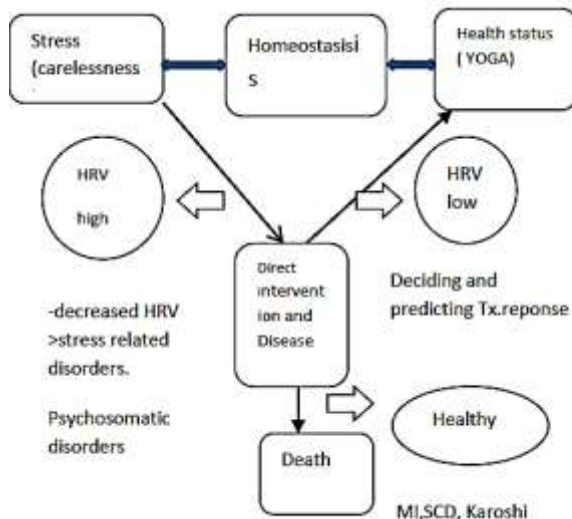 Stress
(carelessness
.
Homeostasisi
s
Health status
( YOGA)
HRV
high
HRV
low
Direct
intervent
ion and
Disease
Deciding and
predicting Tx.reponse
-decreased HRV
>stress related
disorders.
Psychosomatic
disorders
Healthy
Death
MI,SCD, Karoshi